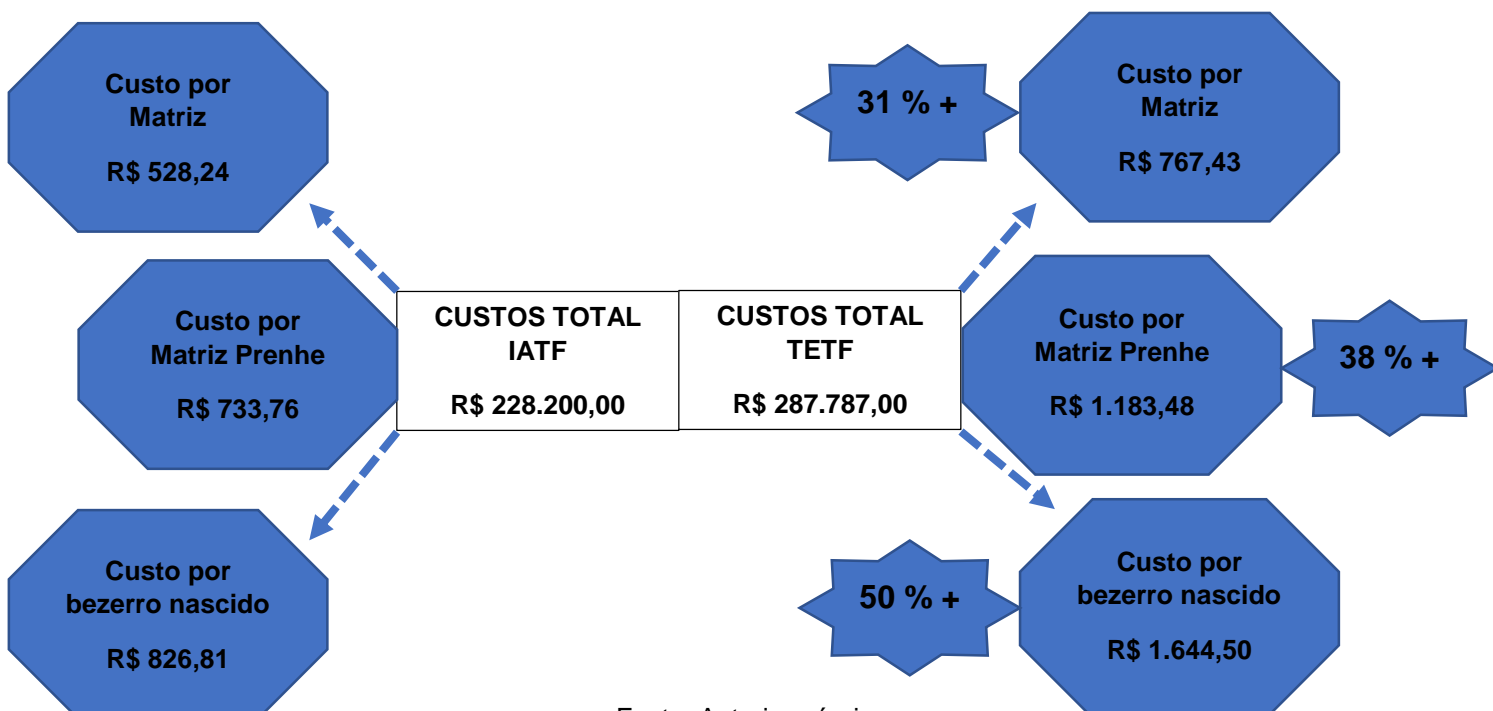 Custo por
Matriz
R$ 528,24
31 % +
Custo por
Matriz
R$ 767,43
Custo por
Matriz Prenhe
R$ 733,76
CUSTOS TOTAL
IATF
R$ 228.200,00
CUSTOS TOTAL
TETF
R$ 287.787,00
Custo por
Matriz Prenhe
R$ 1.183,48
38 % +
Custo por
bezerro nascido
R$ 826,81
50 % +
Custo por
bezerro nascido
R$ 1.644,50